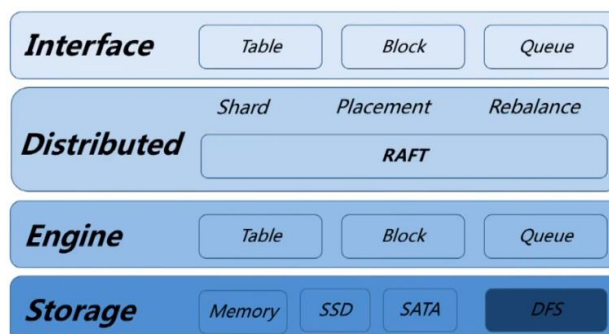 Interface Table Block Queue
Shard Placement Rebalance
Distributed
RAFT
Engine Table Block Queue
Storage Memory SSD SATA DFS